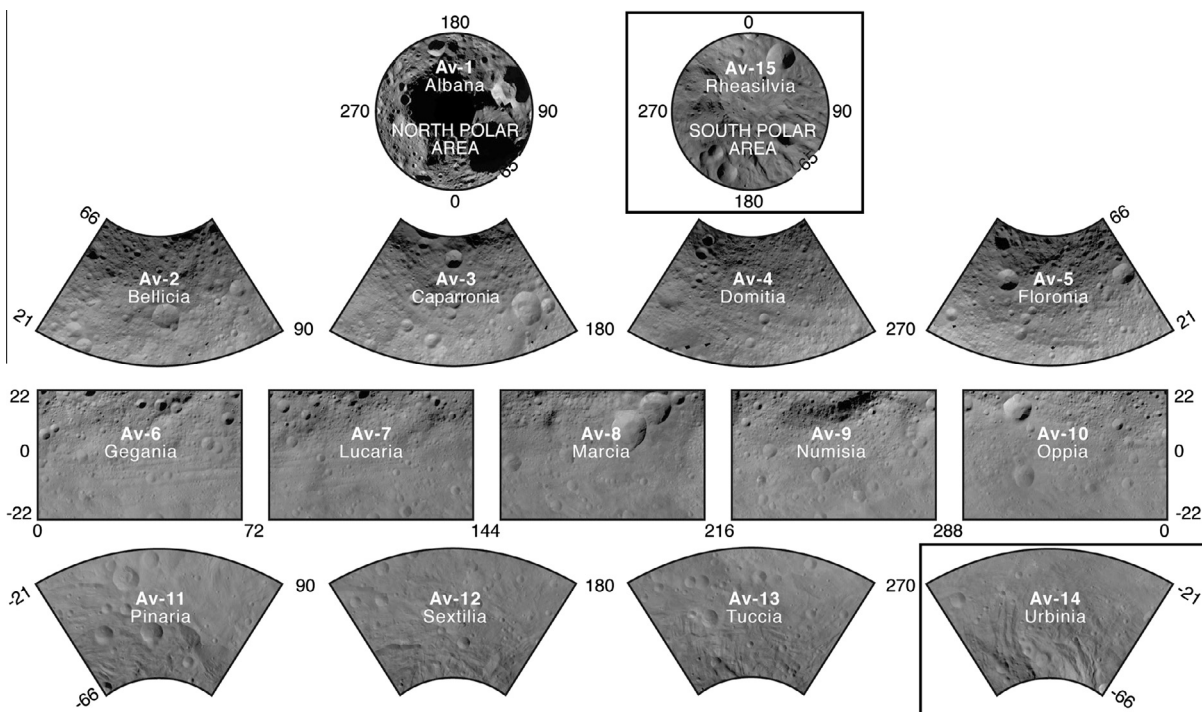 180
0
Av-1
Albana
Av-15
Rheasilvia
270
90
270
90
NORTH POLAR
AREA
SOUTH POLAR
AREA
-65
-65
0
180
66
66
Av-2
Bellicia
Av-3
Caparronia
Av-4
Domitia
Av-5
Floronia
21
90
180
270
21
22
22
Av-6
Gegania
Av-7
Lucaria
Av-8
Marcia
Av-9
Numisia
Av-10
Oppia
0
0
-22
-22
0
72
144
216
288
0
-21
90
180
270
-21
Av-11
Pinaria
Av-12
Sextilia
Av-13
Tuccia
Av-14
Urbinia
-66
-66